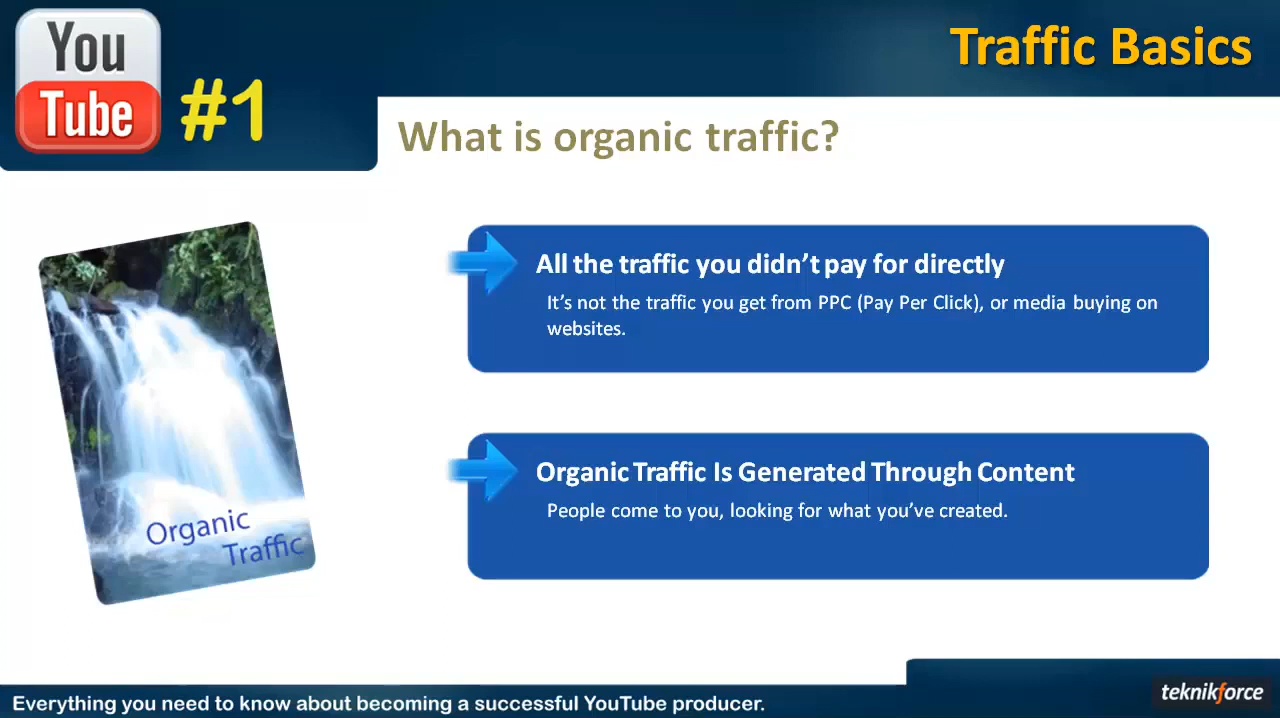 You
Tube
#1
Traffic Basics
What is organic traffic?
All the traffic you didn’t pay for directly
It’s not the traffic you get from PPC (Pay Per Click), or media buying on
websites.
Organic Traffic Is Generated Through Content
People come to you, looking for what you’ve created.
Organic
Traffic
Everything you need to know about becoming a successful YouTube producer.
teknikforce